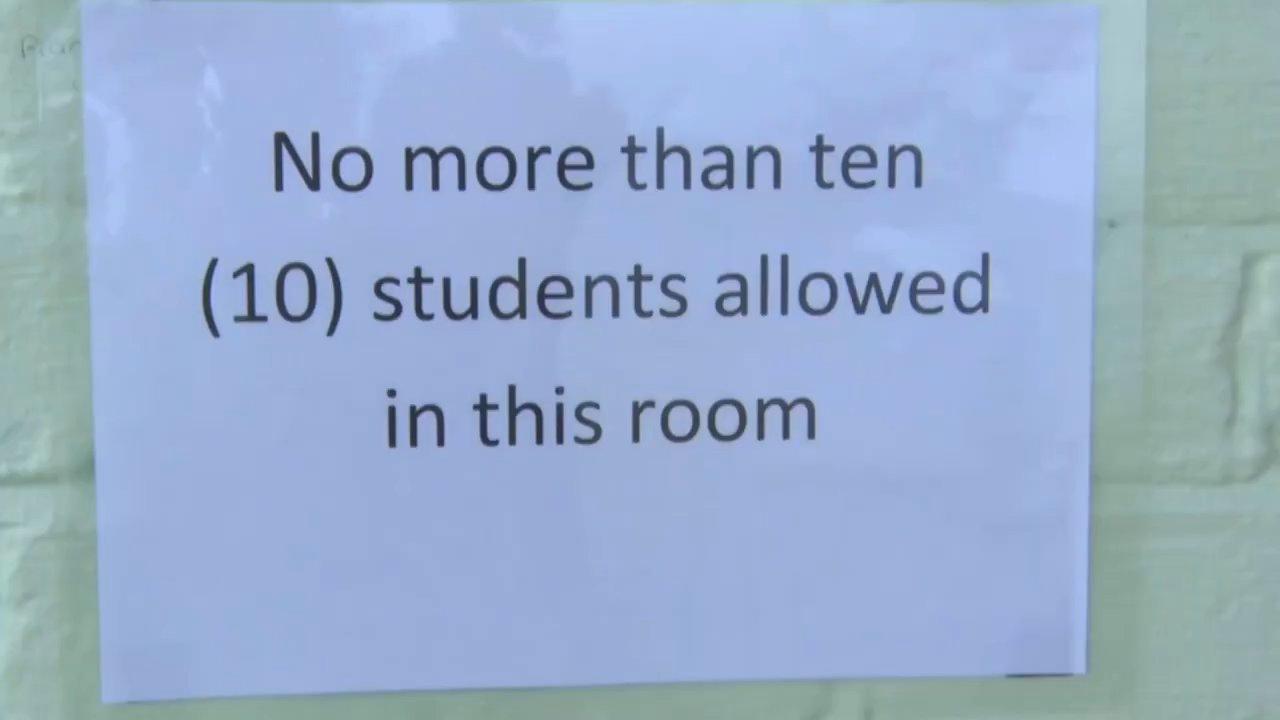 No more than ten
(10) students allowed
in this room